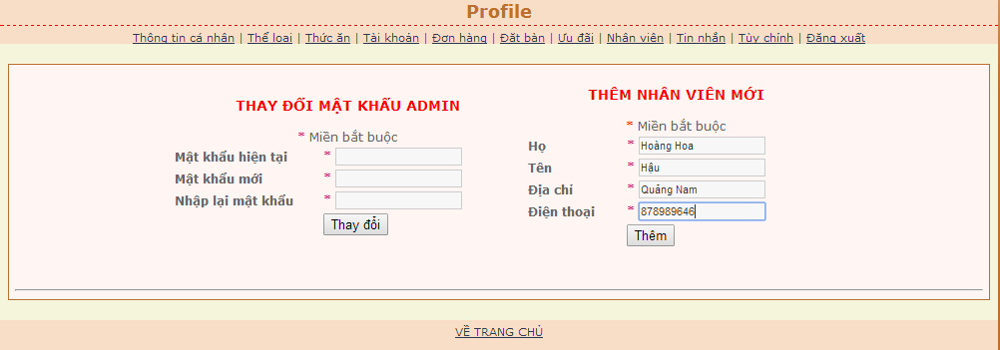 Profile
Thông tin cá nhân | Thể loại | Thức ăn | Tài khoản | Đơn hàng | Đăt bàn | Ưu đãi | Nhân viên | Tin nhắn | Tùy chỉnh | Đăng xuất
THAY ĐỔI MẬT KHẨU ADMIN
* Miền bắt buộc
Mật khẩu hiện tại *
Mật khẩu mới *
Nhập lại mật khẩu *
Thay đổi
THÊM NHÂN VIÊN MỚI
* Miền bắt buộc
Họ * Hoàng Hoa
Tên * Hậu
Địa chỉ * Quảng Nam
Điện thoại * 878989646
Thêm
VỀ TRANG CHỦ